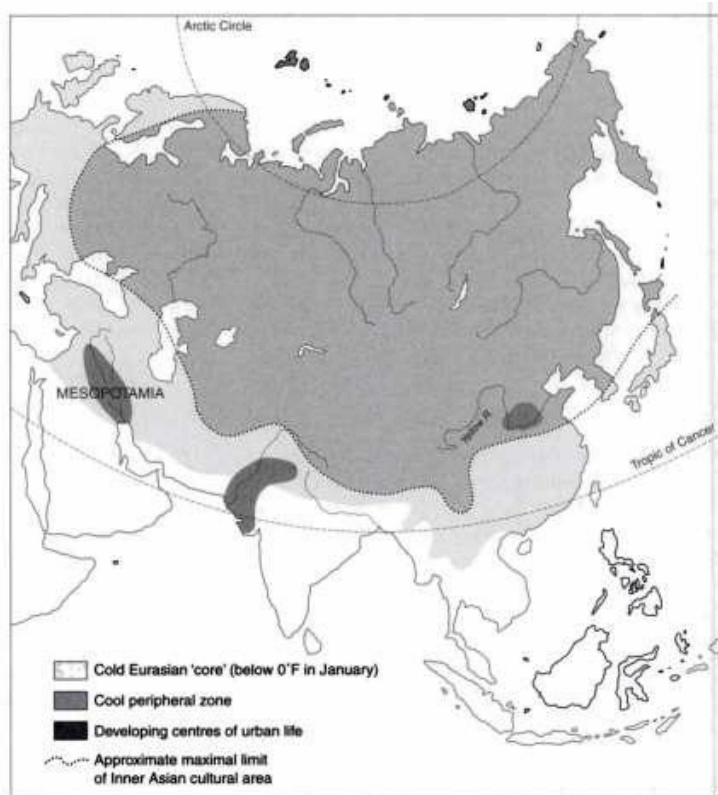 Arctic Circle
MESOPOTAMIA
Yellow R
Tropic of Cancer
Cold Eurasian 'core' (below 0˚F in January)
Cool peripheral zone
Developing centres of urban life
Approximate maximal limit
of Inner Asian cultural area